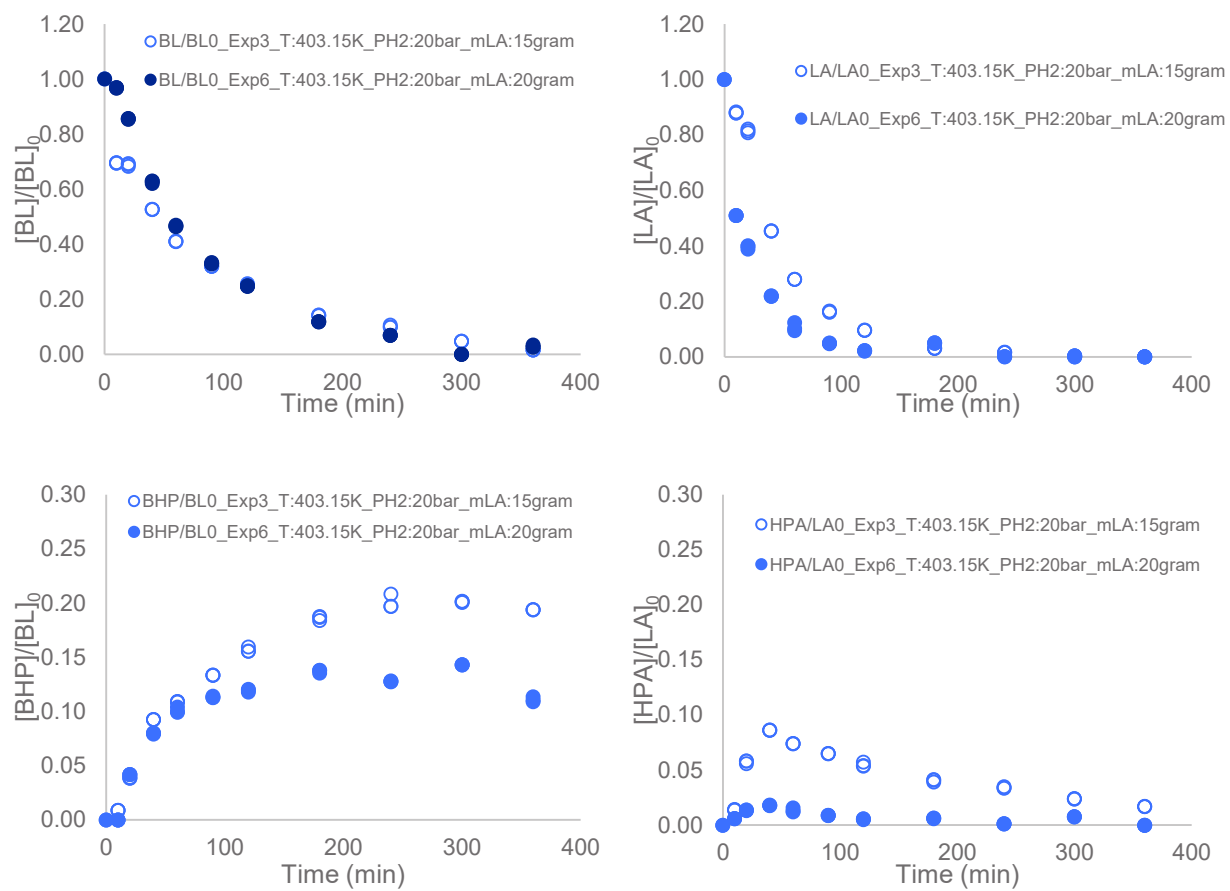 1.20
1.00
0.80
0.60
0.40
0.20
0.00
[BL]/[BL]0
BL/BL0_Exp3_T:403.15K_PH2:20bar_mLA:15gram
BL/BL0_Exp6_T:403.15K_PH2:20bar_mLA:20gram
0 100 200 300 400
Time (min)
1.20
1.00
0.80
0.60
0.40
0.20
0.00
[LA]/[LA]0
LA/LA0_Exp3_T:403.15K_PH2:20bar_mLA:15gram
LA/LA0_Exp6_T:403.15K_PH2:20bar_mLA:20gram
0 100 200 300 400
Time (min)
0.30
0.25
0.20
0.15
0.10
0.05
0.00
[BHP]/[BL]0
BHP/BL0_Exp3_T:403.15K_PH2:20bar_mLA:15gram
BHP/BL0_Exp6_T:403.15K_PH2:20bar_mLA:20gram
0 100 200 300 400
Time (min)
0.30
0.25
0.20
0.15
0.10
0.05
0.00
[HPA]/[LA]0
HPA/LA0_Exp3_T:403.15K_PH2:20bar_mLA:15gram
HPA/LA0_Exp6_T:403.15K_PH2:20bar_mLA:20gram
0 100 200 300 400
Time (min)